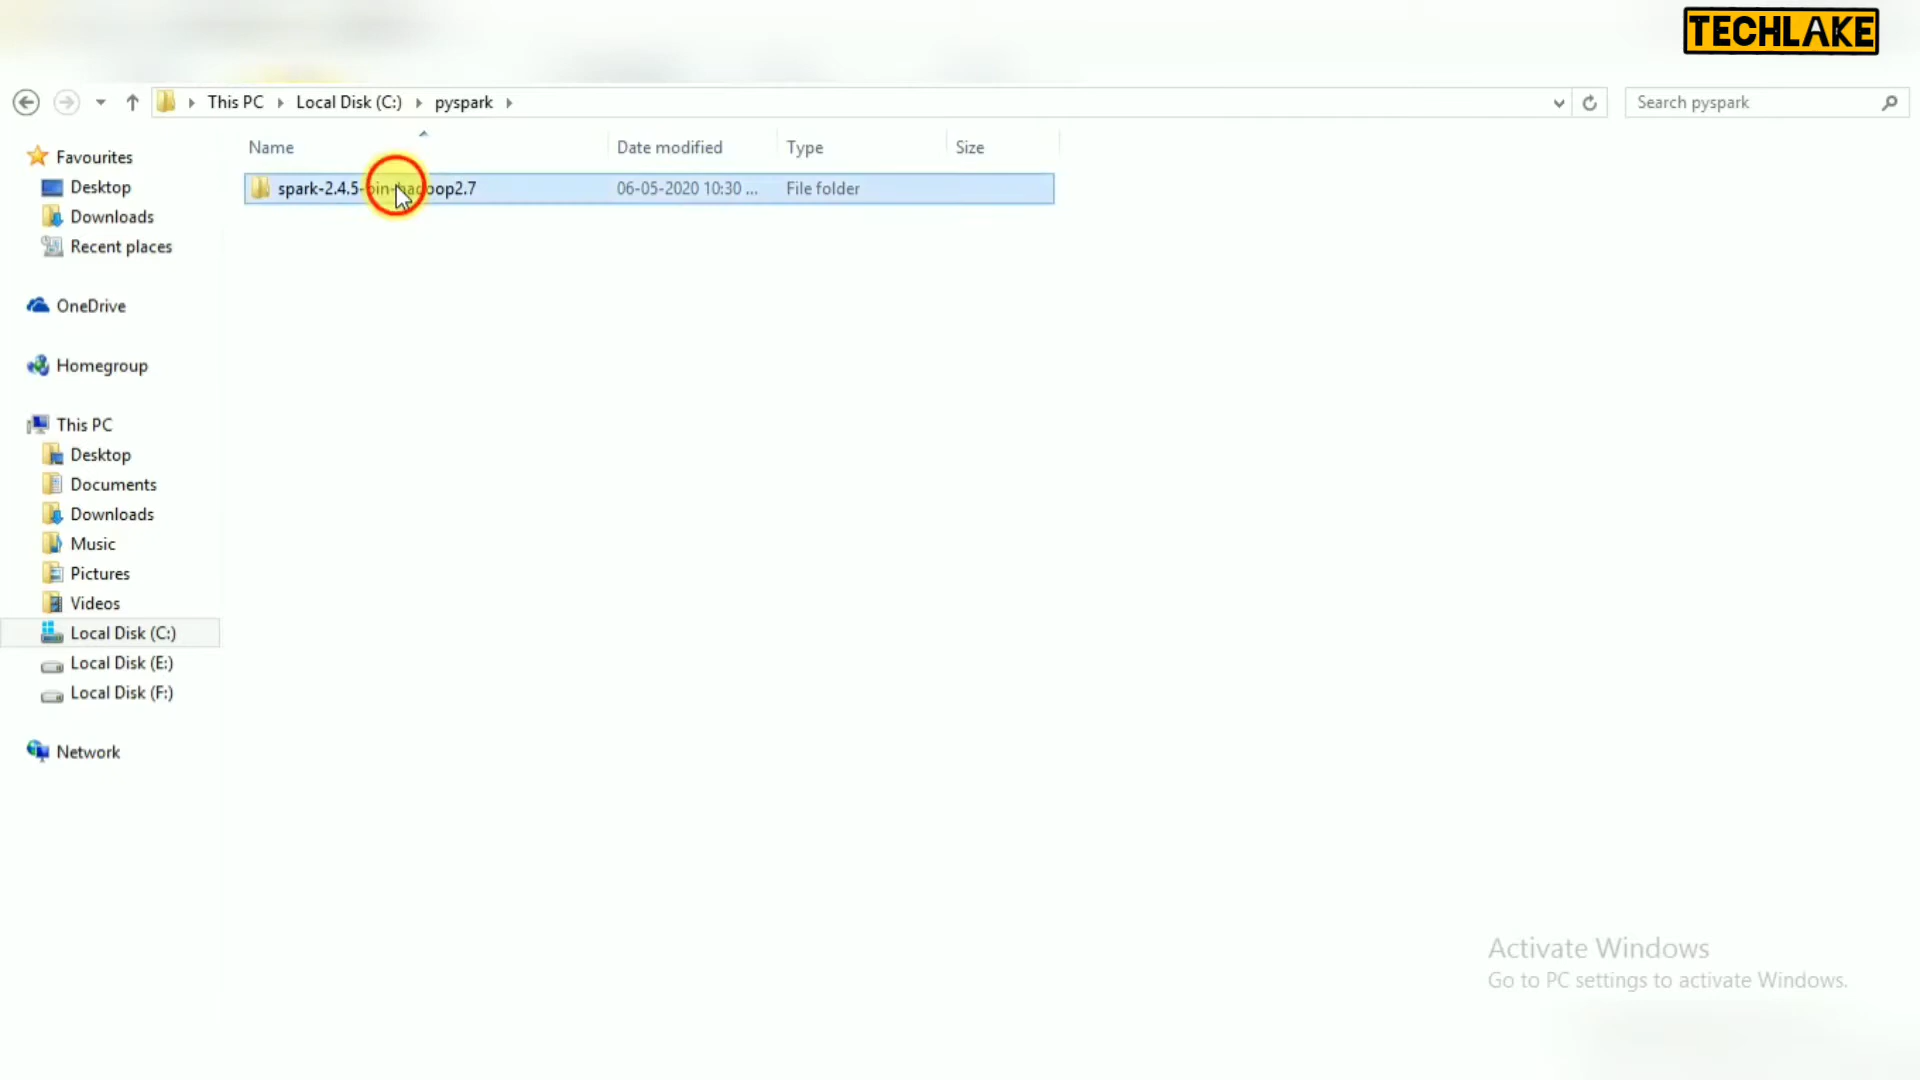 TECHLAKE
This PC Local Disk (C:) pyspark
Search pyspark
Name Date modified Type Size
spark-2.4.5-bin-hadoop2.7 06-05-2020 10:30 ... File folder
Favourites
Desktop
Downloads
Recent places
OneDrive
Homegroup
This PC
Desktop
Documents
Downloads
Music
Pictures
Videos
Local Disk (C:)
Local Disk (E:)
Local Disk (F:)
Network
Activate Windows
Go to PC settings to activate Windows.